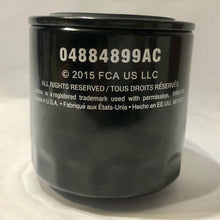 04884899AC
© 2015 FCA US LLC
ALL RIGHTS RESERVED / TOUS DROITS RÉSERVÉS
is a registered trademark used with permission.
• Fabriqué aux États-Unis • Hecho en EE.UU.